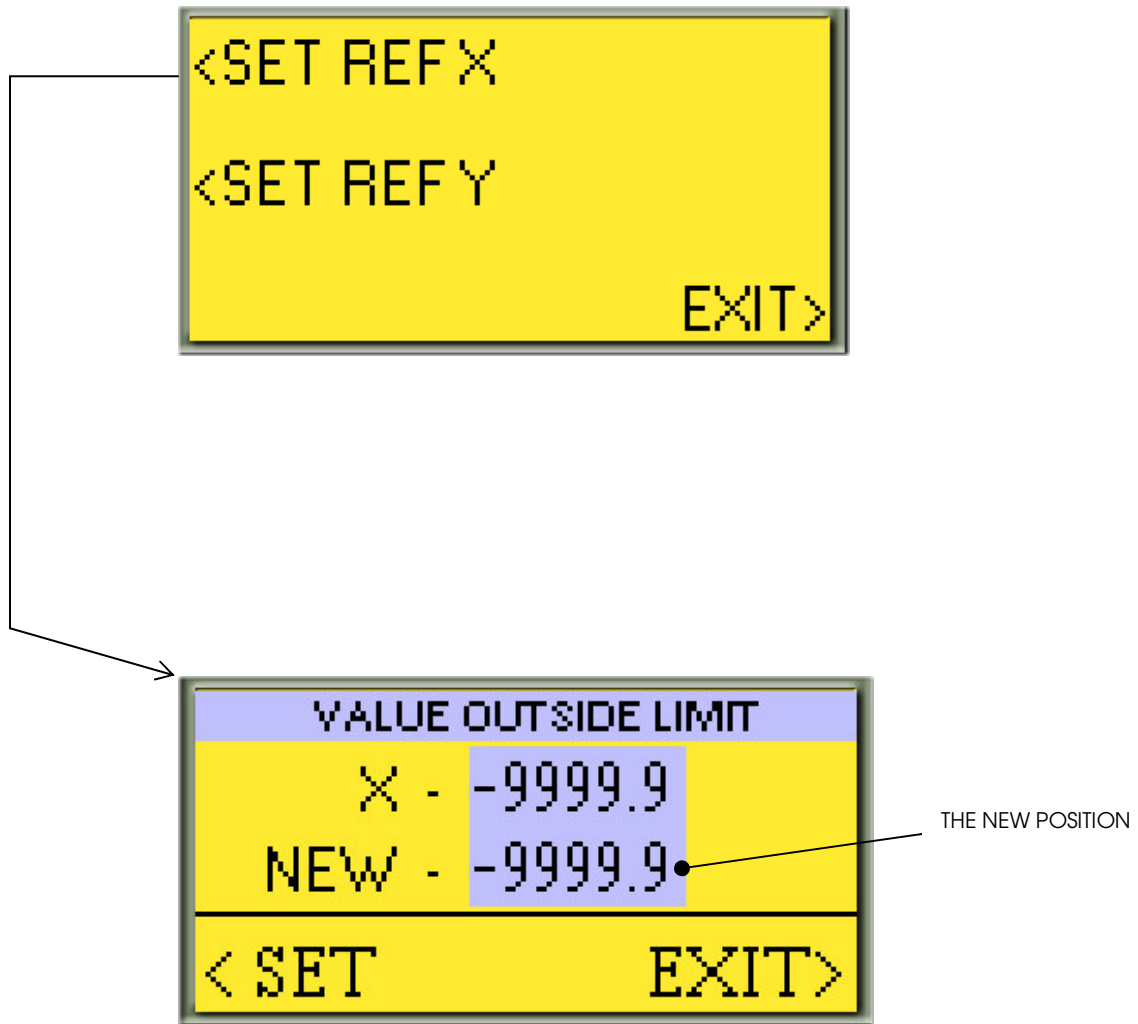 <SET REF X
<SET REF Y
EXIT>
VALUE OUTSIDE LIMIT
X - -9999.9
NEW - -9999.9
THE NEW POSITION
< SET EXIT>